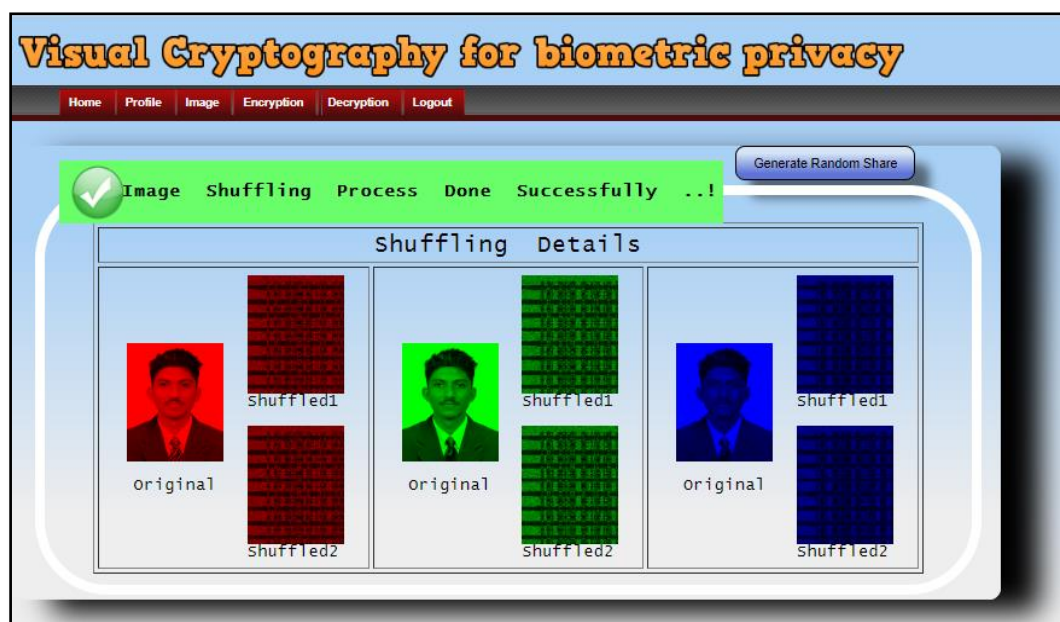 Visual Cryptography for biometric privacy
Home Profile Image Encryption Decryption Logout
Generate Random Share
Image Shuffling Process Done Successfully ..!
Shuffling Details
Shuffled1
Original
Shuffled2
Shuffled1
Original
Shuffled2
Shuffled1
Original
Shuffled2